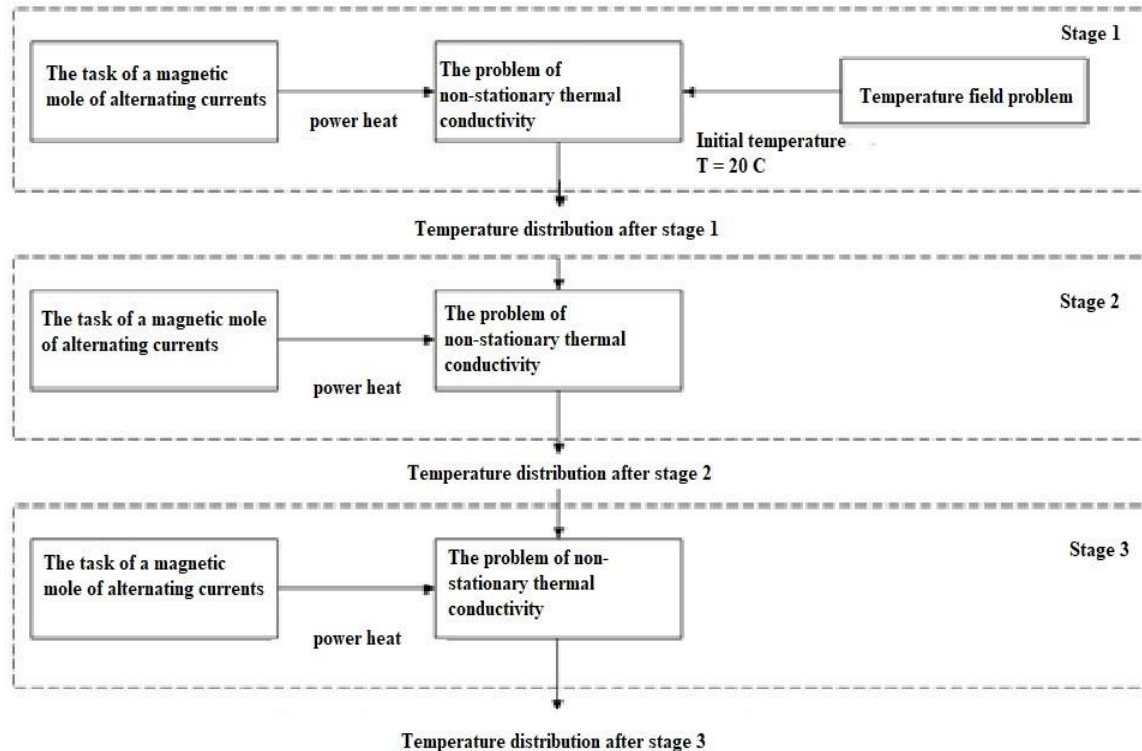 Stage 1
The task of a magnetic
mole of alternating currents
power heat
The problem of
non-stationary thermal
conductivity
Temperature field problem
Initial temperature
T = 20 C
Temperature distribution after stage 1
Stage 2
The task of a magnetic mole
of alternating currents
power heat
The problem of
non-stationary thermal
conductivity
Temperature distribution after stage 2
Stage 3
The task of a magnetic
mole of alternating currents
power heat
The problem of non-
stationary thermal
conductivity
Temperature distribution after stage 3